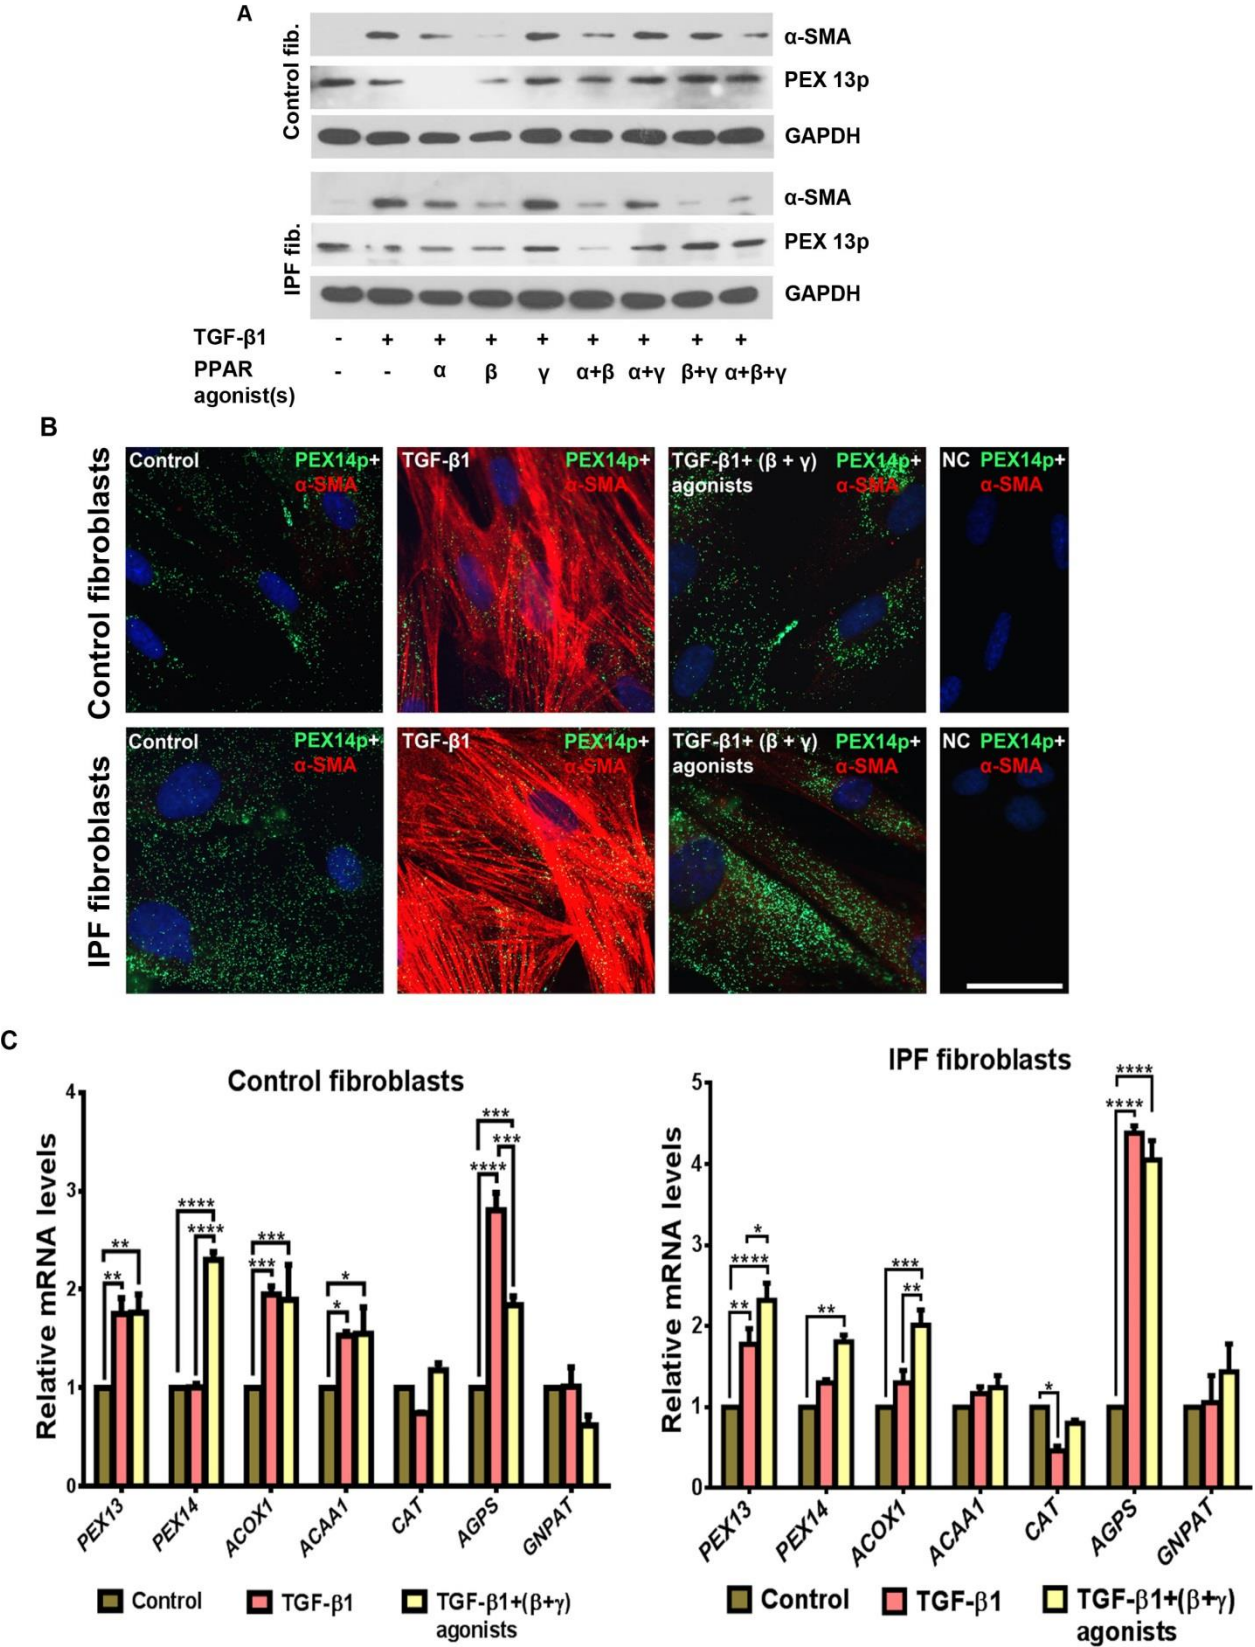 A
Control fib.
α-SMA
PEX 13p
GAPDH
IPF fib.
α-SMA
PEX 13p
GAPDH
TGF-β1 - + + + + + + + +
PPAR - - α β γ α+β α+γ β+γ α+β+γ
agonist(s)
B
Control fibroblasts
Control PEX14p+
α-SMA
TGF-β1 PEX14p+
α-SMA
TGF-β1+ (β + γ) PEX14p+
agonists α-SMA
NC PEX14p+
α-SMA
IPF fibroblasts
Control PEX14p+
α-SMA
TGF-β1 PEX14p+
α-SMA
TGF-β1+ (β + γ) PEX14p+
agonists α-SMA
NC PEX14p+
α-SMA
C
Control fibroblasts
Relative mRNA levels
4
3
2
1
0
** **
**** ****
*** ***
* *
*** *** ****
PEX13 PEX14 ACOX1 ACAA1 CAT AGPS GNPAT
Control TGF-β1 TGF-β1+(β+γ)
agonists
IPF fibroblasts
Relative mRNA levels
5
4
3
2
1
0
* **** **
**
*** **
*
**** ****
PEX13 PEX14 ACOX1 ACAA1 CAT AGPS GNPAT
Control TGF-β1 TGF-β1+(β+γ)
agonists